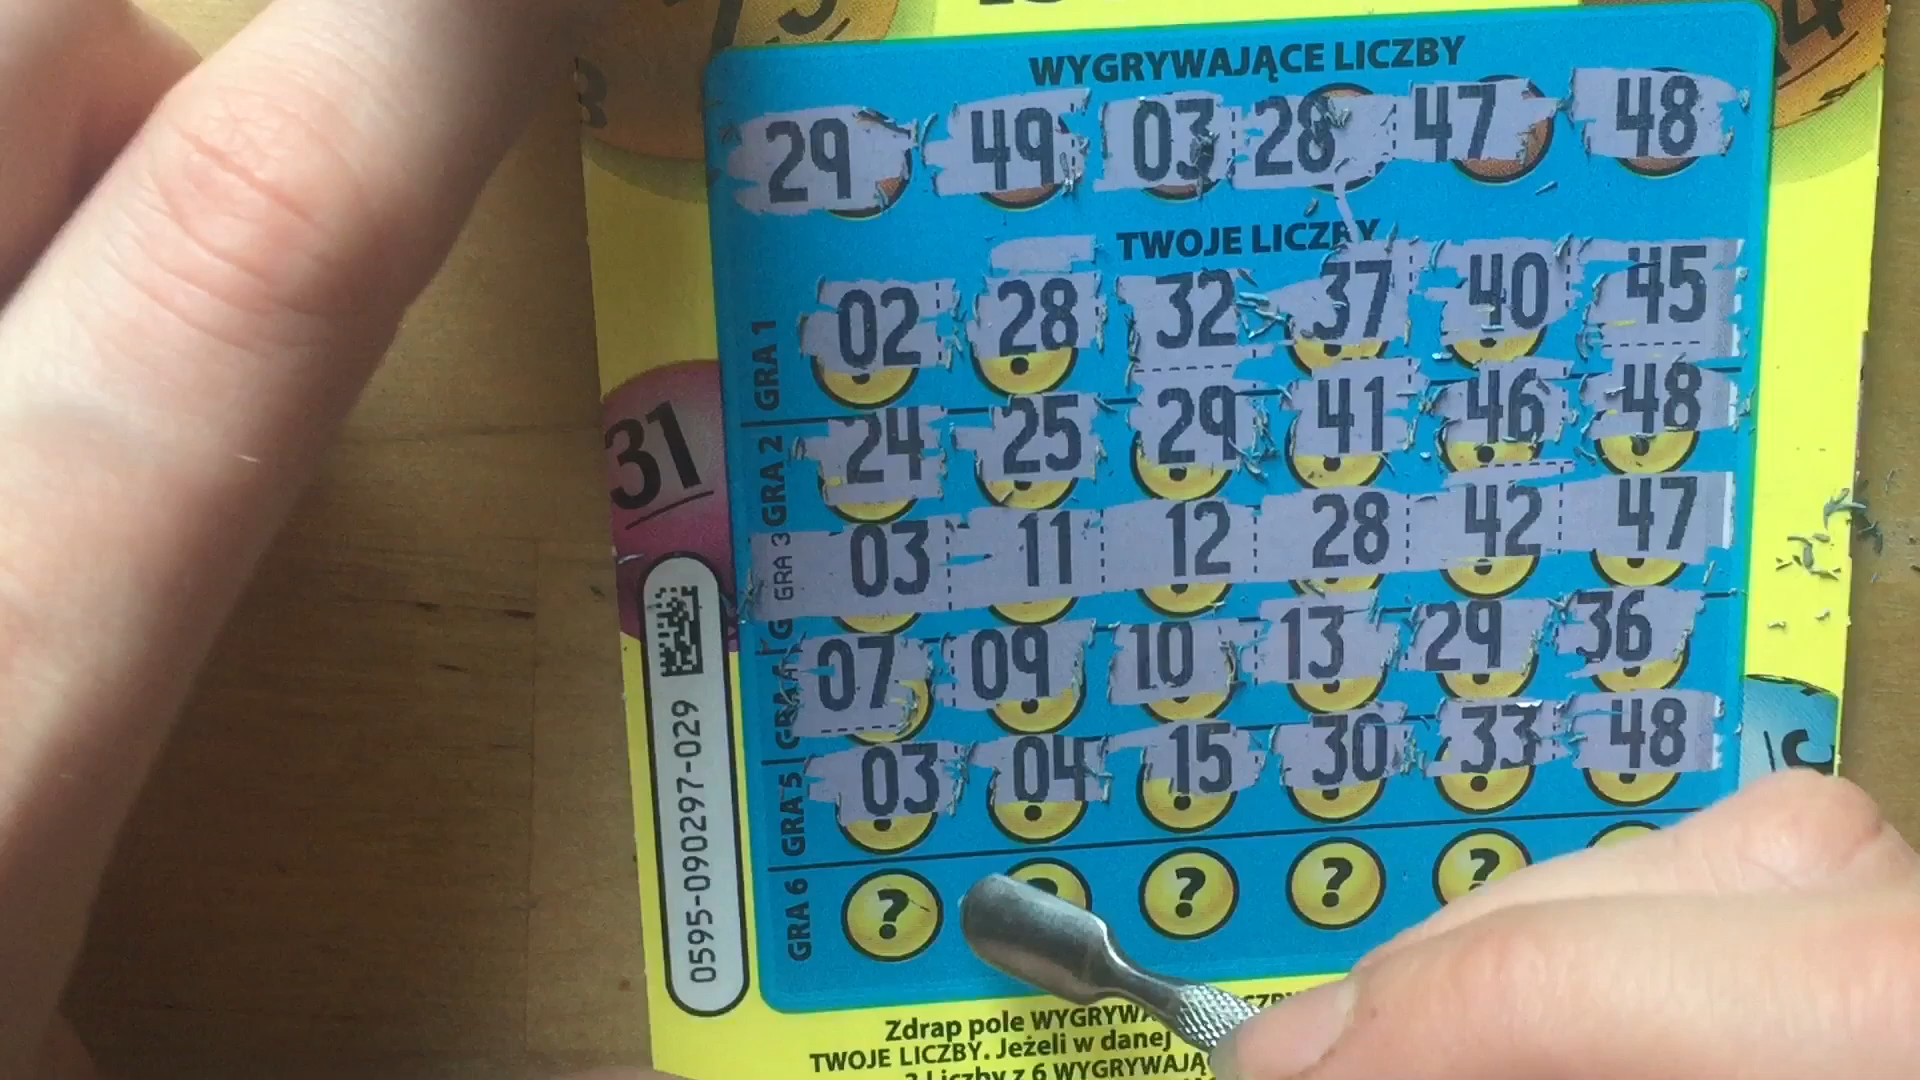 WYGRYWAJĄCE LICZBY
29 49 03 28 47 48
TWOJE LICZBY
GRA 1 02 28 32 37 40 45
GRA 2 24 25 29 41 46 48
GRA 3 03 11 12 28 42 47
GRA 4 07 09 10 13 29 36
GRA 5 03 04 15 30 33 48
GRA 6 ? ? ? ? ?
31
0595-090297-029
Zdrap pole
TWOJE LICZBY. Jeżeli w danej
z 6